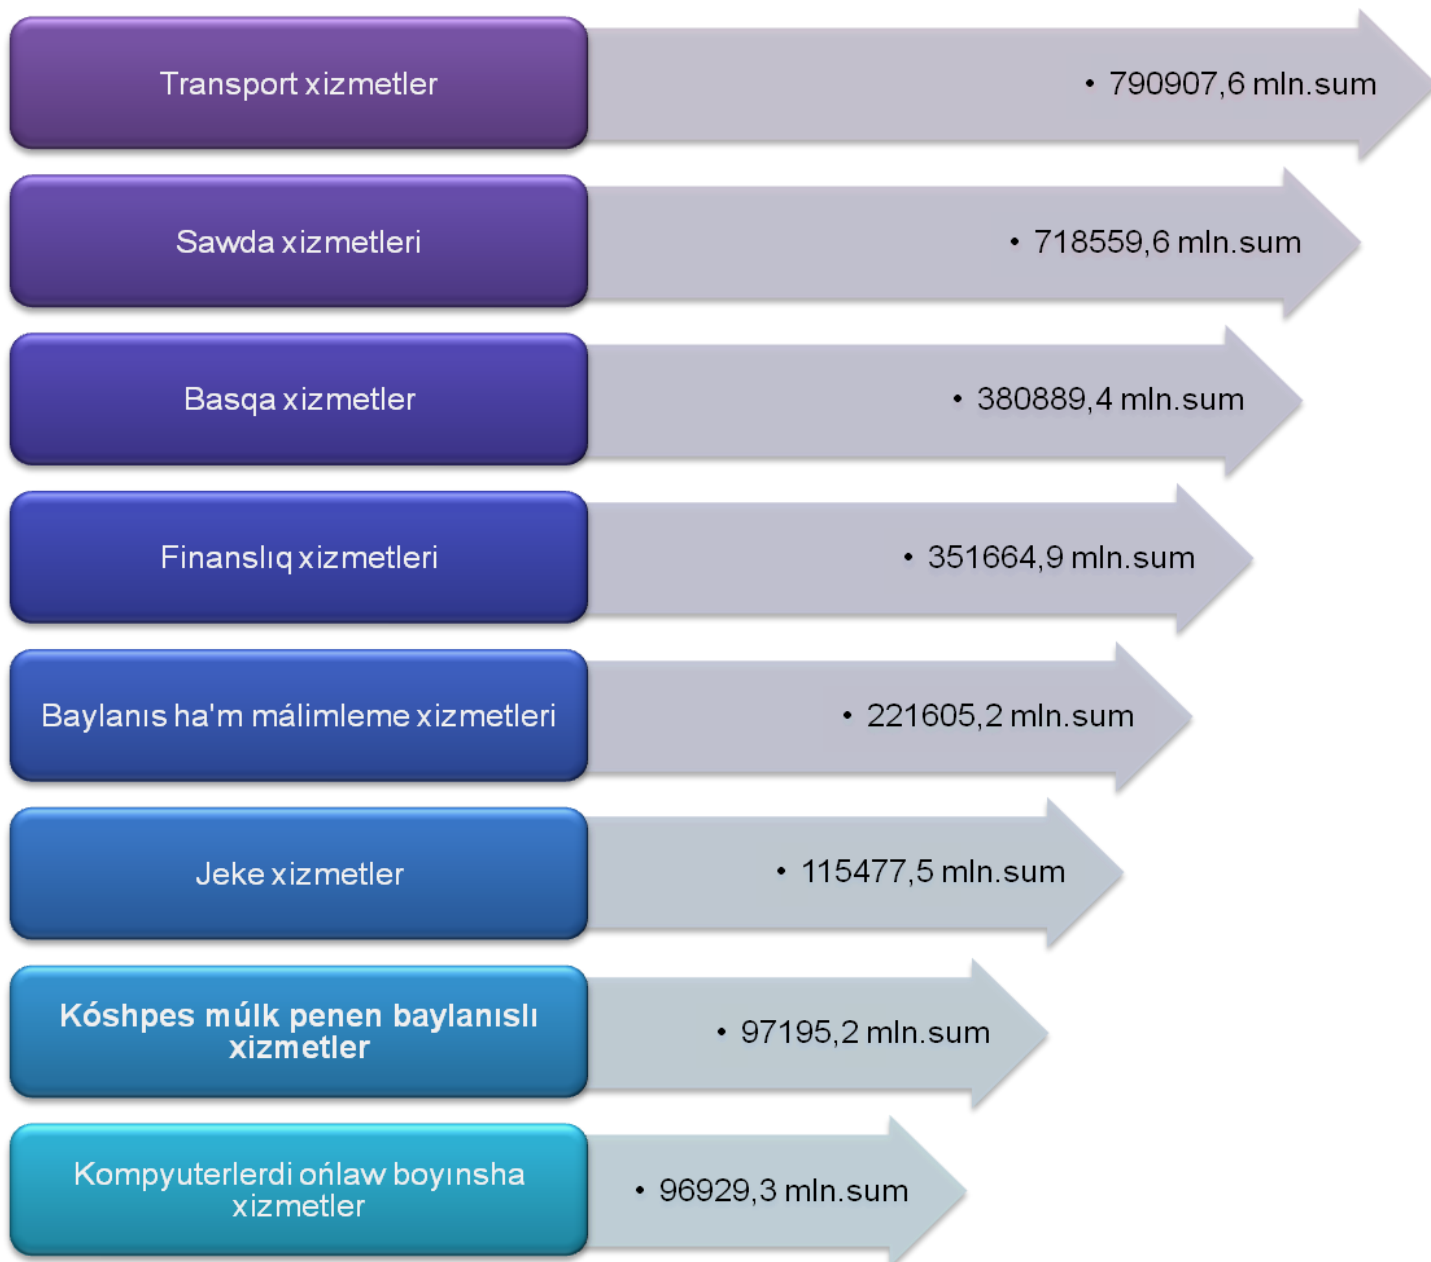 Transport xizmetler
• 790907,6 mln.sum
Sawda xizmetleri
• 718559,6 mln.sum
Basqa xizmetler
• 380889,4 mln.sum
Finanslıq xizmetleri
• 351664,9 mln.sum
Baylanıs ha'm málimleme xizmetleri
• 221605,2 mln.sum
Jeke xizmetler
• 115477,5 mln.sum
Kóshpes múlk penen baylanıslı
xizmetler
• 97195,2 mln.sum
Kompyuterlerdi ońlaw boyınsha
xizmetler
• 96929,3 mln.sum